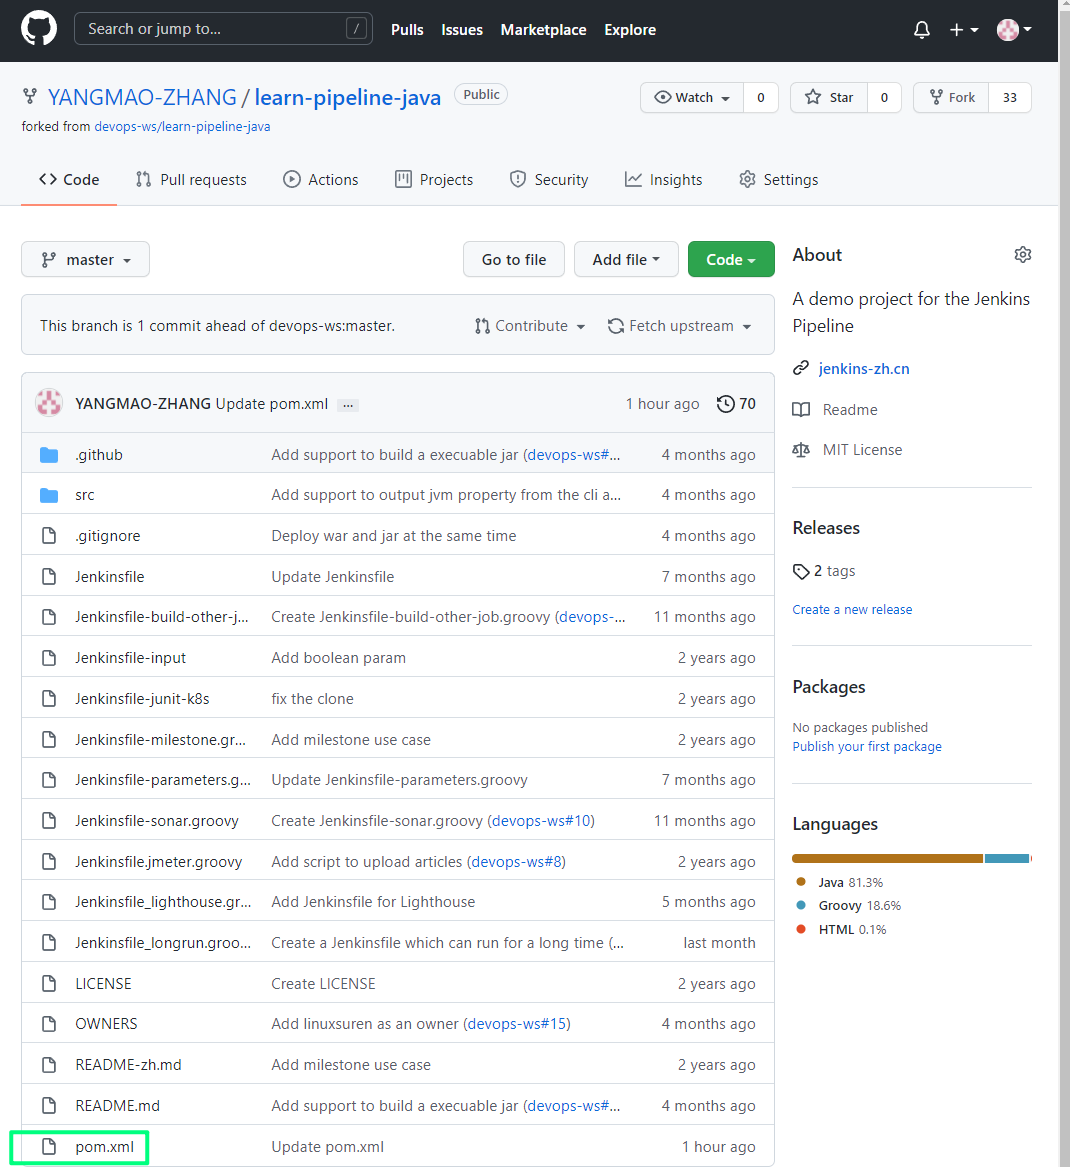 Search or jump to... / Pulls Issues Marketplace Explore
YANGMAO-ZHANG / learn-pipeline-java Public Watch 0 Star 0 Fork 33
forked from devops-ws/learn-pipeline-java
Code Pull requests Actions Projects Security Insights Settings
master Go to file Add file Code
This branch is 1 commit ahead of devops-ws:master. Contribute Fetch upstream
YANGMAO-ZHANG Update pom.xml ... 1 hour ago 70
.github Add support to build a execuable jar (devops-ws#... 4 months ago
src Add support to output jvm property from the cli a... 4 months ago
.gitignore Deploy war and jar at the same time 4 months ago
Jenkinsfile Update Jenkinsfile 7 months ago
Jenkinsfile-build-other-j... Create Jenkinsfile-build-other-job.groovy (devops-... 11 months ago
Jenkinsfile-input Add boolean param 2 years ago
Jenkinsfile-junit-k8s fix the clone 2 years ago
Jenkinsfile-milestone.gr... Add milestone use case 2 years ago
Jenkinsfile-parameters.g... Update Jenkinsfile-parameters.groovy 7 months ago
Jenkinsfile-sonar.groovy Create Jenkinsfile-sonar.groovy (devops-ws#10) 11 months ago
Jenkinsfile.jmeter.groovy Add script to upload articles (devops-ws#8) 2 years ago
Jenkinsfile_lighthouse.gr... Add Jenkinsfile for Lighthouse 5 months ago
Jenkinsfile_longrun.groo... Create a Jenkinsfile which can run for a long time (... last month
LICENSE Create LICENSE 2 years ago
OWNERS Add linuxsuren as an owner (devops-ws#15) 4 months ago
README-zh.md Add milestone use case 2 years ago
README.md Add support to build a execuable jar (devops-ws#... 4 months ago
pom.xml Update pom.xml 1 hour ago
About
A demo project for the Jenkins
Pipeline
jenkins-zh.cn
Readme
MIT License
Releases
2 tags
Create a new release
Packages
No packages published
Publish your first package
Languages
Java 81.3%
Groovy 18.6%
HTML 0.1%